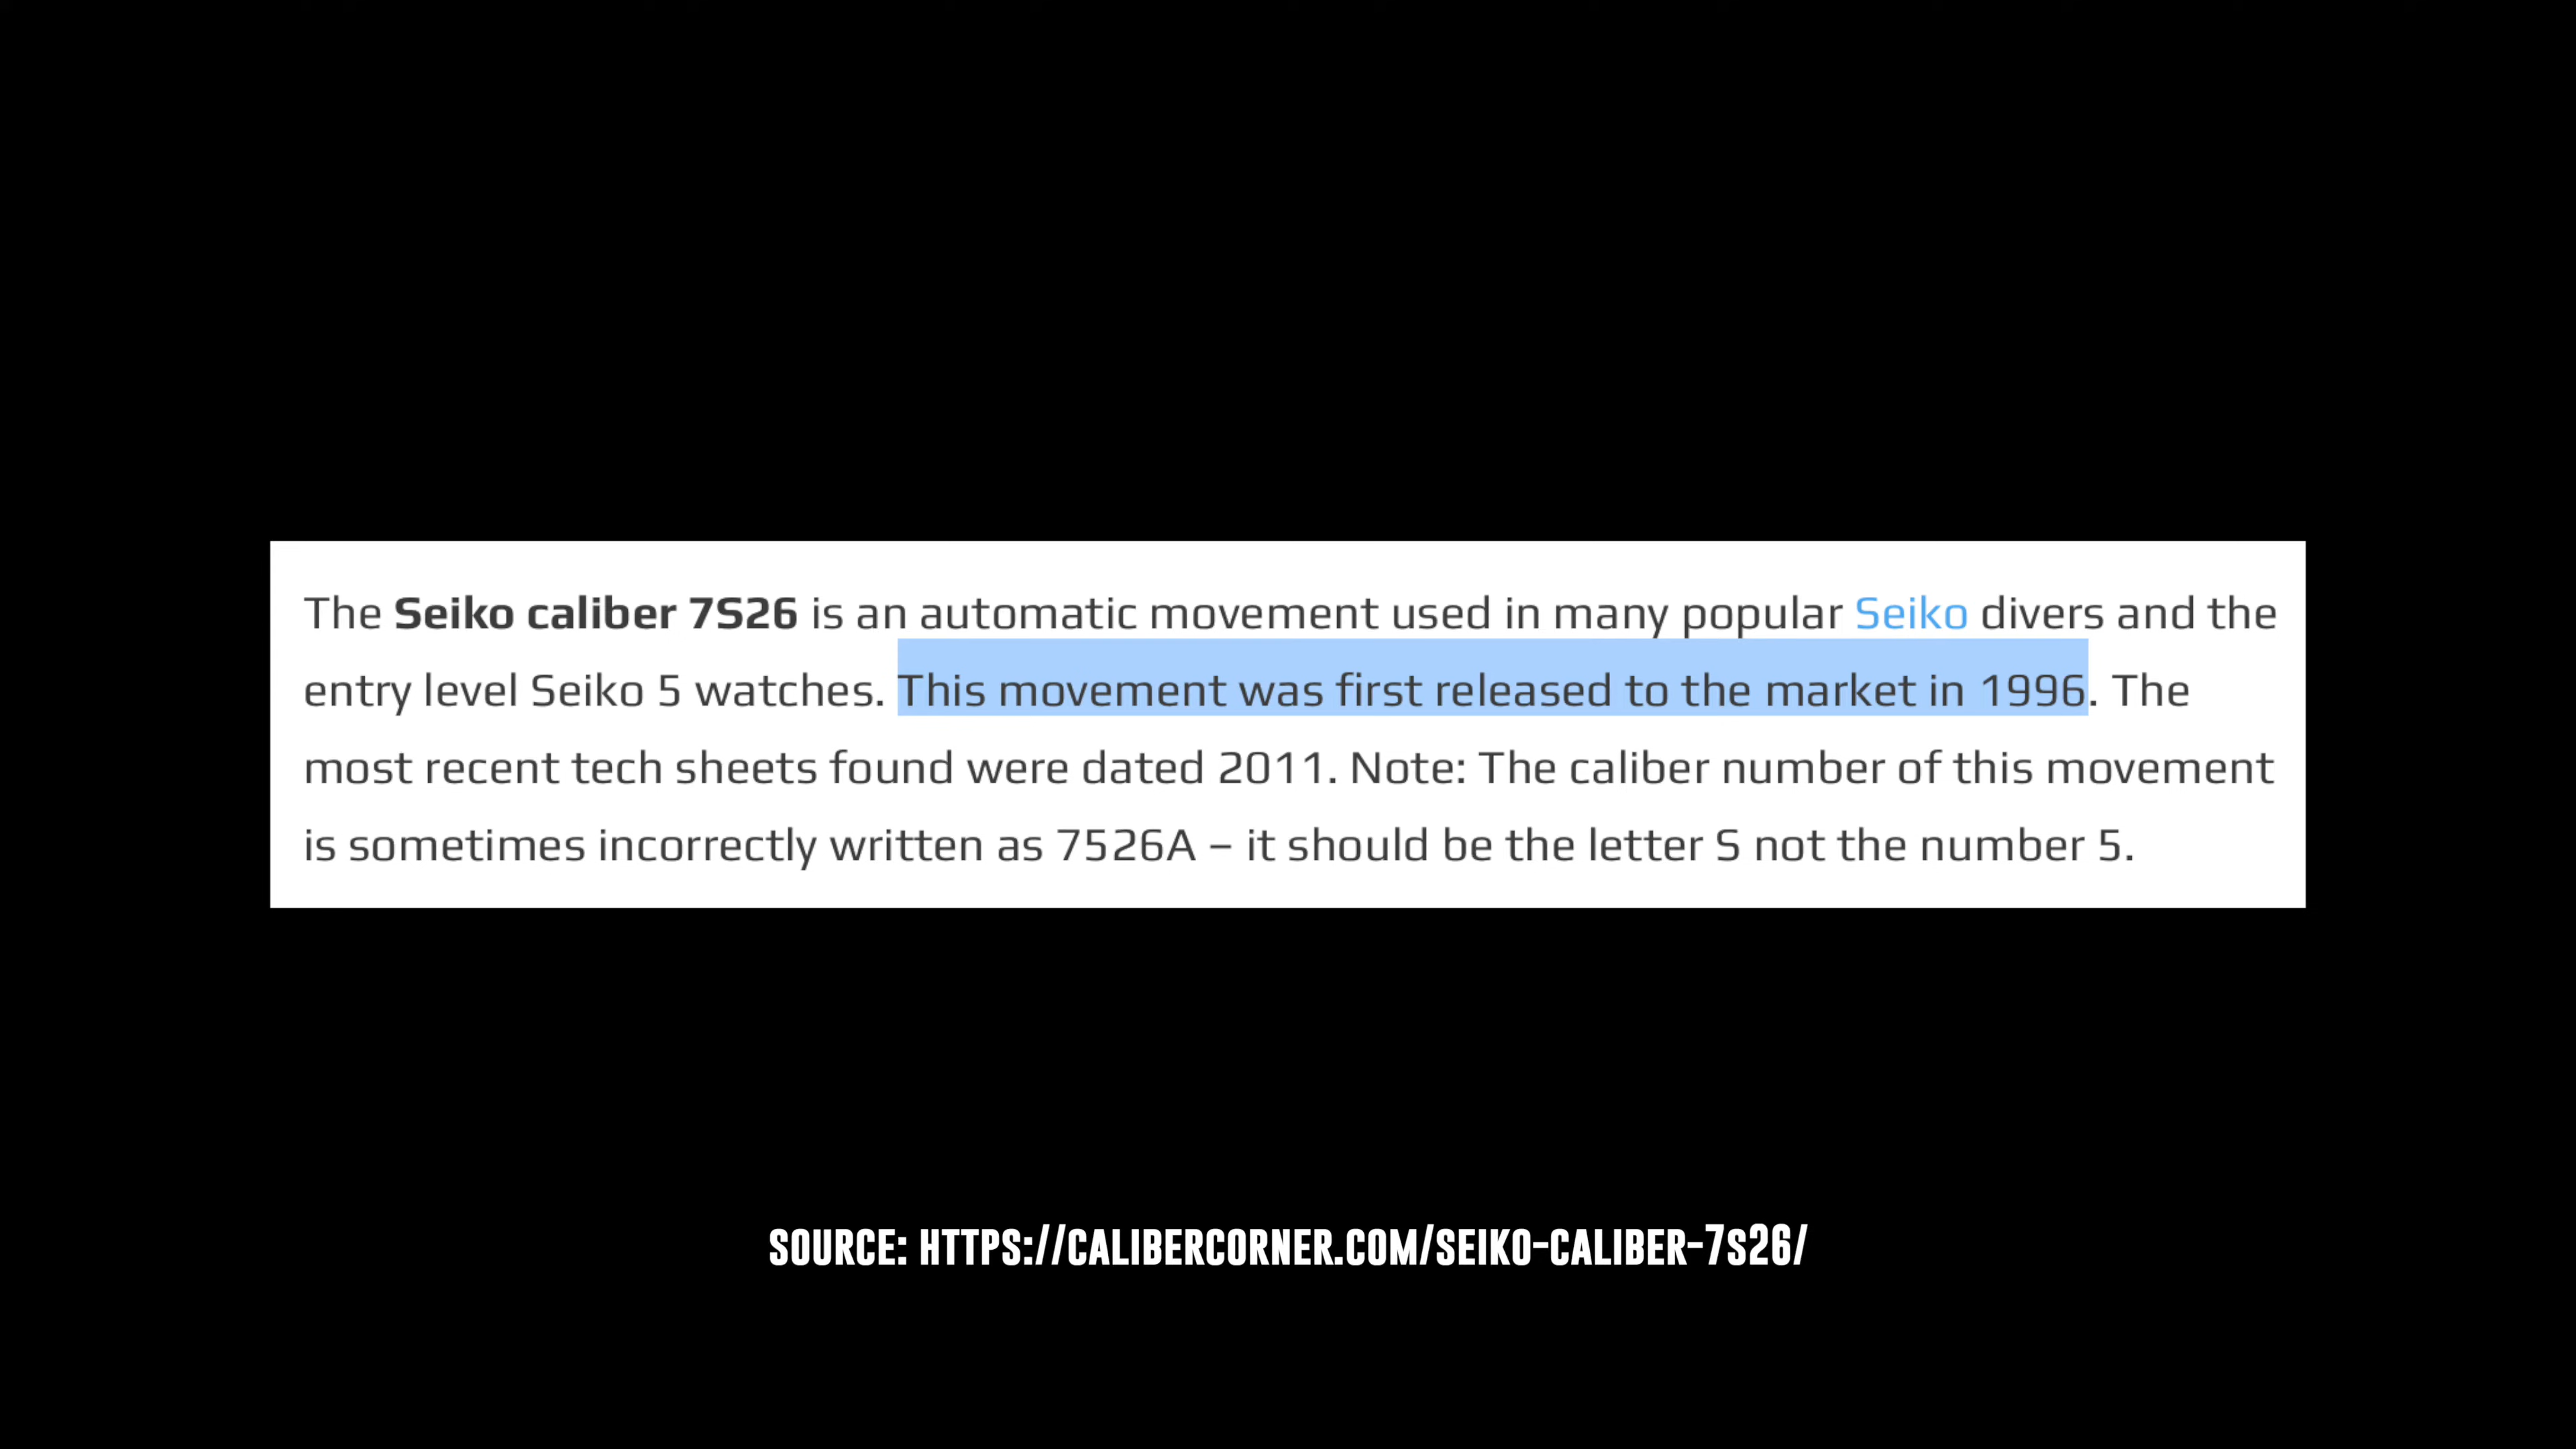 The Seiko caliber 7S26 is an automatic movement used in many popular Seiko divers and the
entry level Seiko 5 watches. This movement was first released to the market in 1996. The
most recent tech sheets found were dated 2011. Note: The caliber number of this movement
is sometimes incorrectly written as 7526A – it should be the letter S not the number 5.
SOURCE: HTTPS://CALIBERCORNER.COM/SEIKO-CALIBER-7S26/